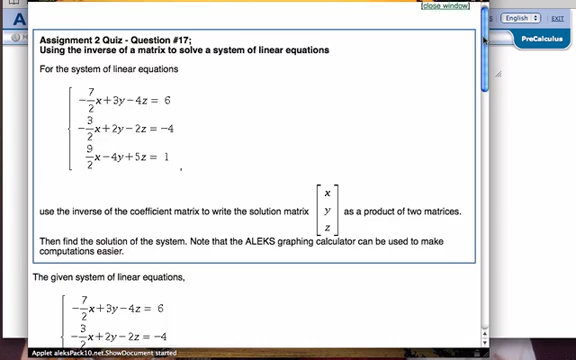 [close window]
A
English
EXIT
PreCalculus
Assignment 2 Quiz - Question #17;
Using the inverse of a matrix to solve a system of linear equations
For the system of linear equations
-7/2x+3y-4z= 6
-3/2x+2y-2z= -4
9/2x-4y+5z= 1
,
use the inverse of the coefficient matrix to write the solution matrix [x y z] as a product of two matrices.
Then find the solution of the system. Note that the ALEKS graphing calculator can be used to make
computations easier.
The given system of linear equations,
-7/2x+3y-4z= 6
-3/2x+2y-2z= -4
Applet aleksPack10.net.ShowDocument started